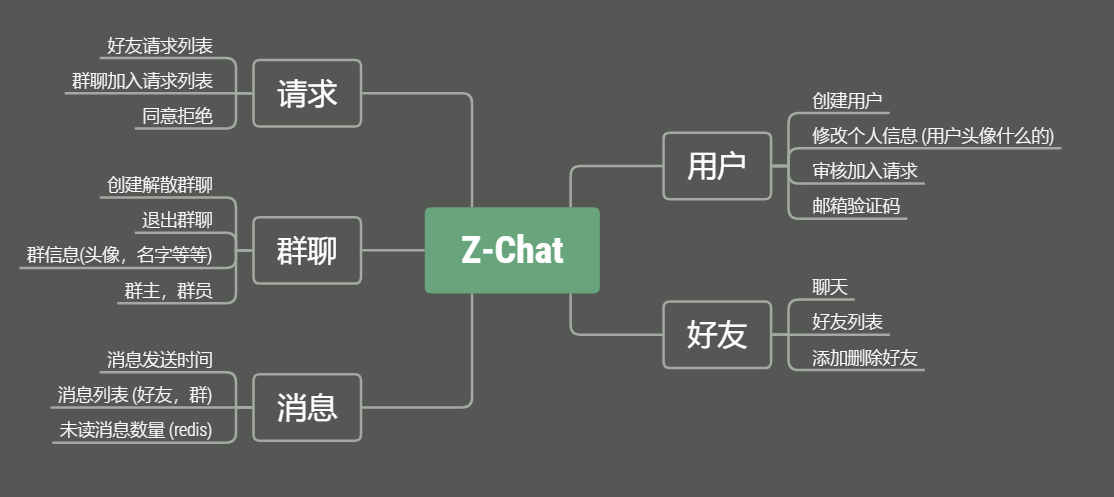 Z-Chat
请求
好友请求列表
群聊加入请求列表
同意拒绝
群聊
创建解散群聊
退出群聊
群信息(头像，名字等等)
群主，群员
消息
消息发送时间
消息列表 (好友，群)
未读消息数量 (redis)
用户
创建用户
修改个人信息 (用户头像什么的)
审核加入请求
邮箱验证码
好友
聊天
好友列表
添加删除好友